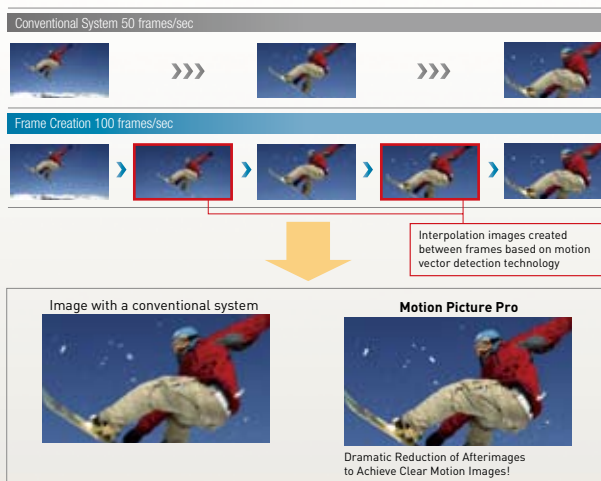 Conventional System 50 frames/sec
Frame Creation 100 frames/sec
Interpolation images created
between frames based on motion
vector detection technology
Image with a conventional system
Motion Picture Pro
Dramatic Reduction of Afterimages
to Achieve Clear Motion Images!